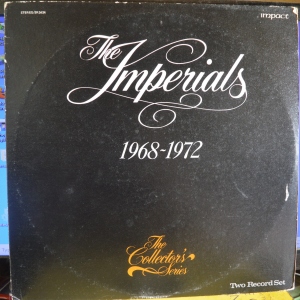 impact
The
Imperials
1968-1972
The
Collector's
Series
Two Record Set